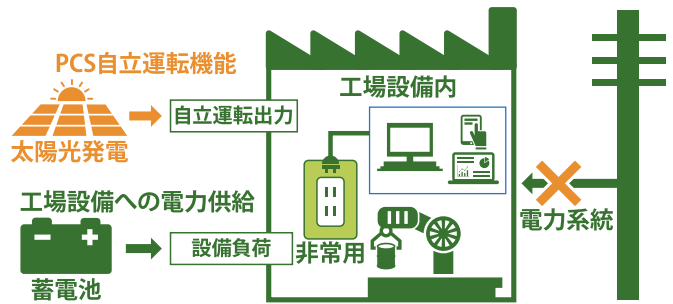 PCS自立運転機能
太陽光発電
自立運転出力
工場設備内
工場設備への電力供給
蓄電池
設備負荷
非常用
電力系統